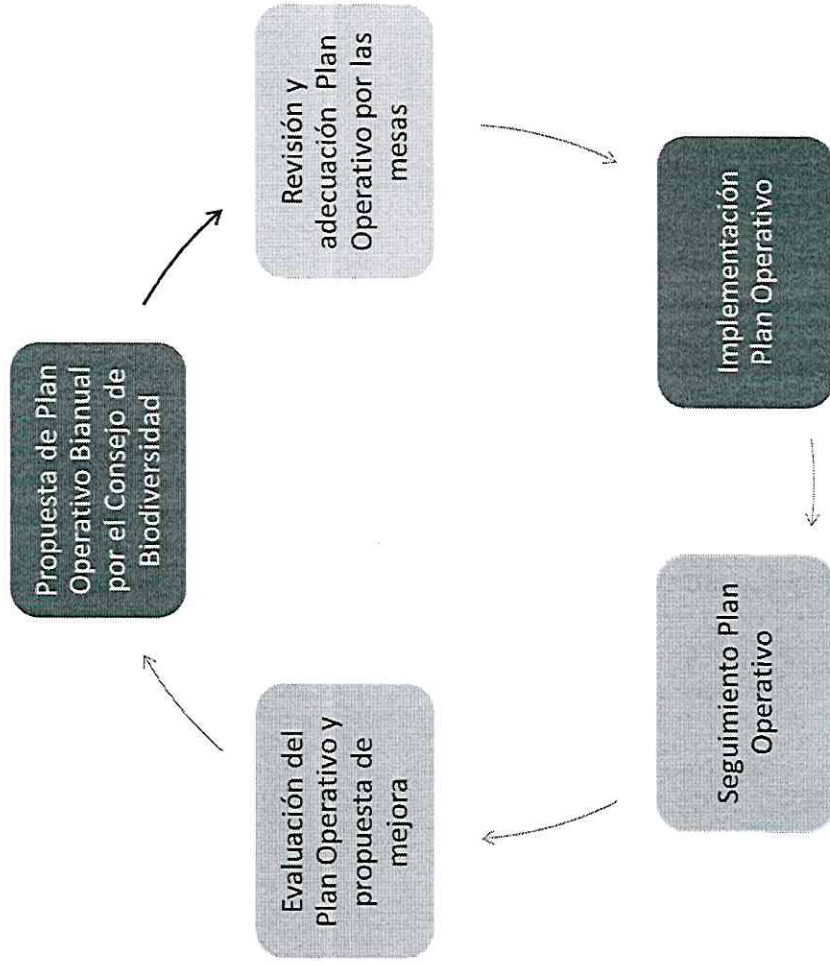 Propuesta de Plan
Operativo Bianual
por el Consejo de
Biodiversidad
Revisión y
adecuación Plan
Operativo por las
mesas
Implementación
Plan Operativo
Seguimiento Plan
Operativo
Evaluación del
Plan Operativo y
propuesta de
mejora